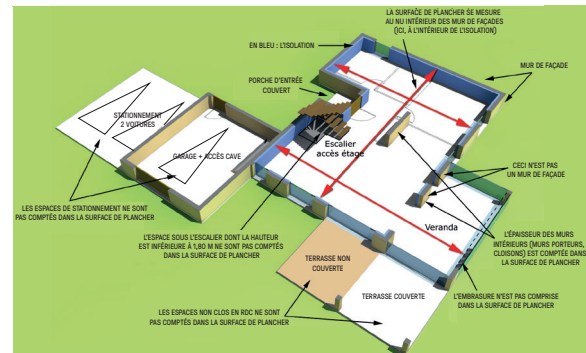 LA SURFACE DE PLANCHER SE MESURE
AU NU INTÉRIEUR DES MUR DE FAÇADES
(ICI, À L'INTÉRIEUR DE L'ISOLATION)
EN BLEU : L'ISOLATION
MUR DE FAÇADE
PORCHE D'ENTRÉE
COUVERT
STATIONNEMENT
2 VOITURES
GARAGE + ACCÈS CAVE
Escalier
accès étage
CECI N'EST PAS
UN MUR DE FAÇADE
LES ESPACES DE STATIONNEMENT NE SONT
PAS COMPTÉS DANS LA SURFACE DE PLANCHER
L'ESPACE SOUS L'ESCALIER DONT LA HAUTEUR
EST INFÉRIEURE À 1,80 M NE SONT PAS COMPTÉS
DANS LA SURFACE DE PLANCHER
Veranda
L'ÉPAISSEUR DES MURS
INTÉRIEURS (MURS PORTEURS,
CLOISONS) EST COMPTÉE DANS
LA SURFACE DE PLANCHER
TERRASSE NON
COUVERTE
TERRASSE COUVERTE
L'EMBRASURE N'EST PAS COMPRISE
DANS LA SURFACE DE PLANCHER
LES ESPACES NON CLOS EN RDC NE SONT
PAS COMPTÉS DANS LA SURFACE DE PLANCHER